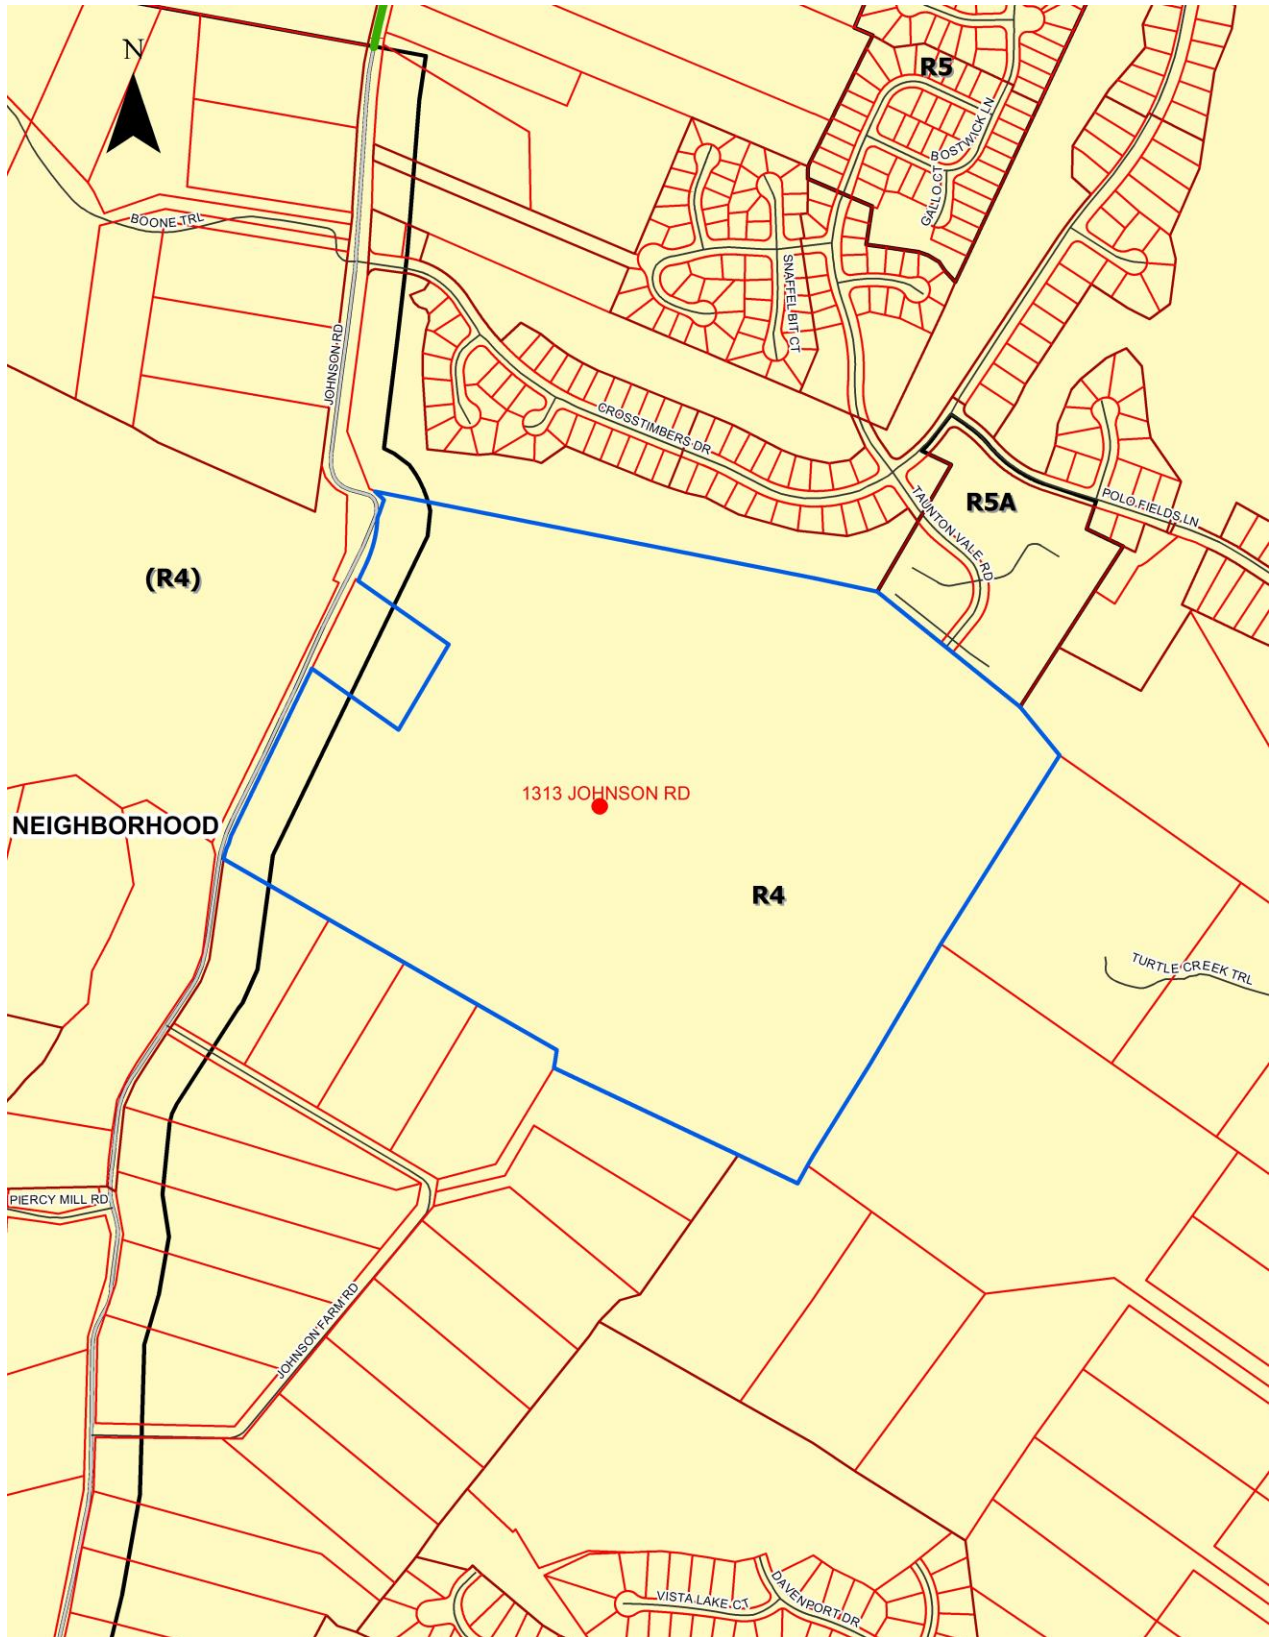 N
R5
BOSTWICK LN
GALLO CT
BOONE TRL
SNAFFEL BIT CT
JOHNSON RD
CROSSTIMBERS DR
R5A
TAUNTON VALE RD
POLO FIELDS LN
(R4)
1313 JOHNSON RD
NEIGHBORHOOD
R4
TURTLE CREEK TRL
PIERCY MILL RD
JOHNSON FARM RD
VISTA LAKE CT
DAVENPORT DR